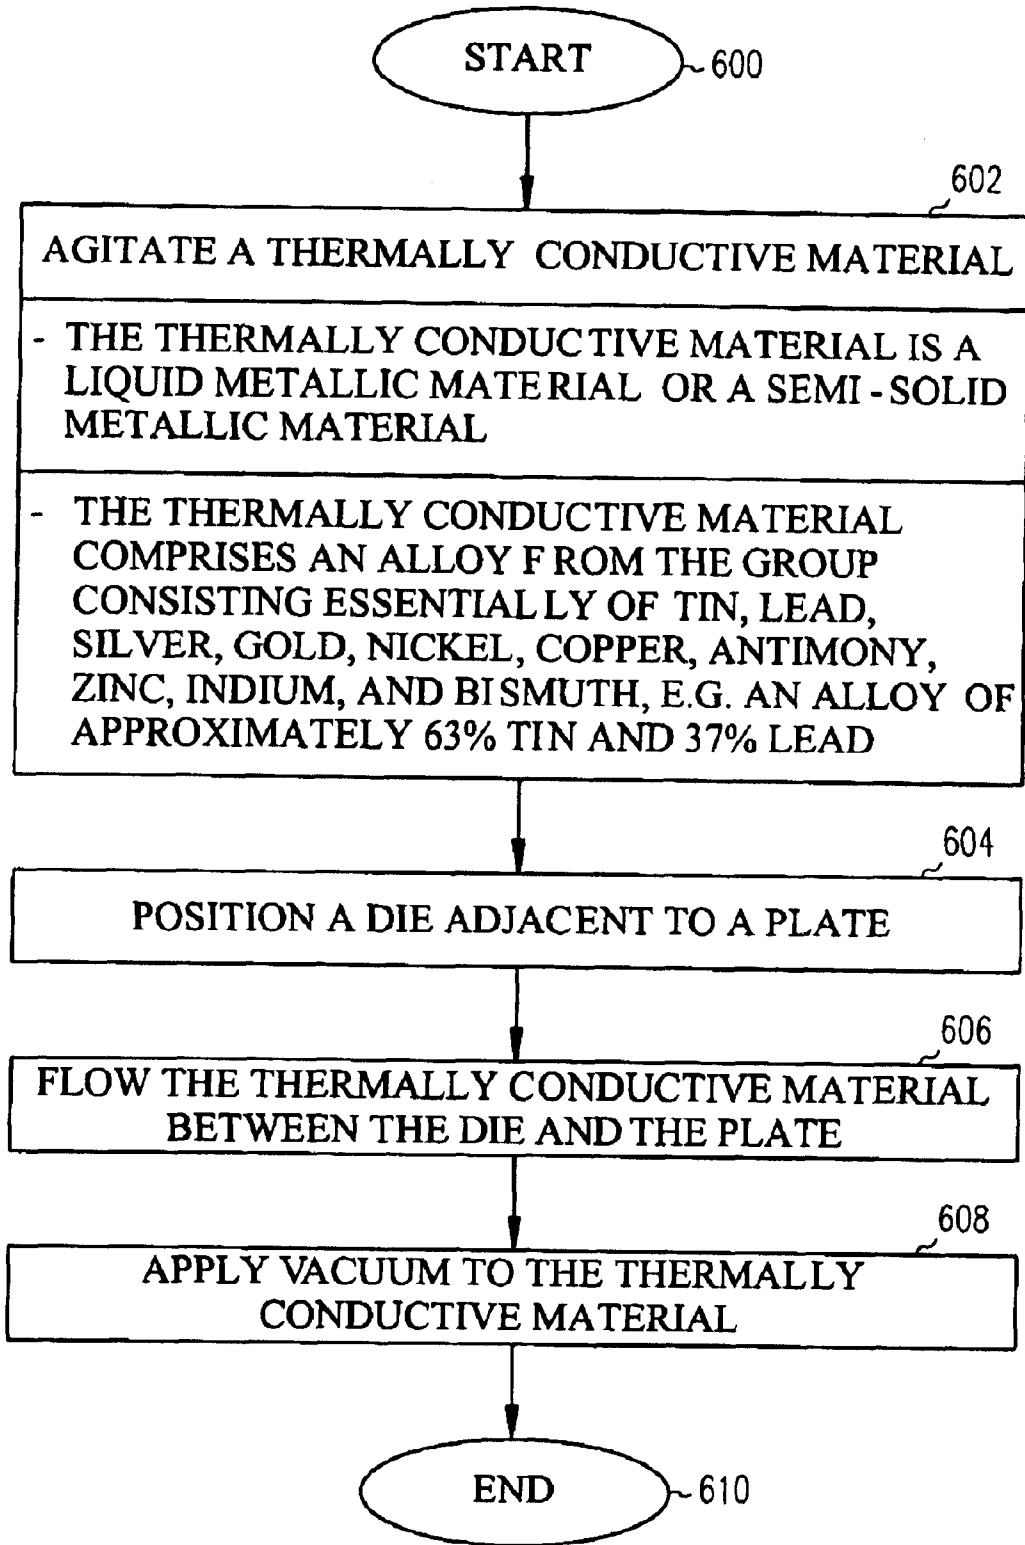 START
600
602
AGITATE A THERMALLY CONDUCTIVE MATERIAL
- THE THERMALLY CONDUCTIVE MATERIAL IS A
LIQUID METALLIC MATERIAL OR A SEMI-SOLID
METALLIC MATERIAL
- THE THERMALLY CONDUCTIVE MATERIAL
COMPRISES AN ALLOY FROM THE GROUP
CONSISTING ESSENTIALLY OF TIN, LEAD,
SILVER, GOLD, NICKEL, COPPER, ANTIMONY,
ZINC, INDIUM, AND BISMUTH, E.G. AN ALLOY OF
APPROXIMATELY 63% TIN AND 37% LEAD
604
POSITION A DIE ADJACENT TO A PLATE
606
FLOW THE THERMALLY CONDUCTIVE MATERIAL
BETWEEN THE DIE AND THE PLATE
608
APPLY VACUUM TO THE THERMALLY
CONDUCTIVE MATERIAL
END
610